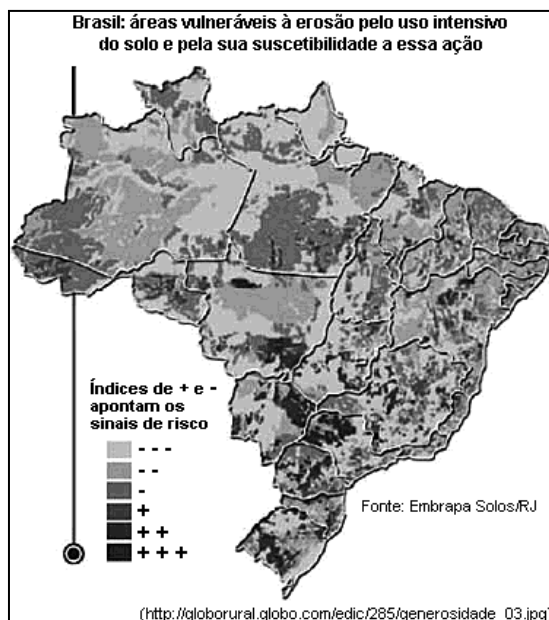 Brasil: áreas vulneráveis à erosão pelo uso intensivo
do solo e pela sua suscetibilidade a essa ação
Índices de + e -
apontam os
sinais de risco
- - -
- -
-
+
+ +
+ + +
Fonte: Embrapa Solos/RJ
(http://globorural.globo.com/edic/285/generosidade_03.jpg)